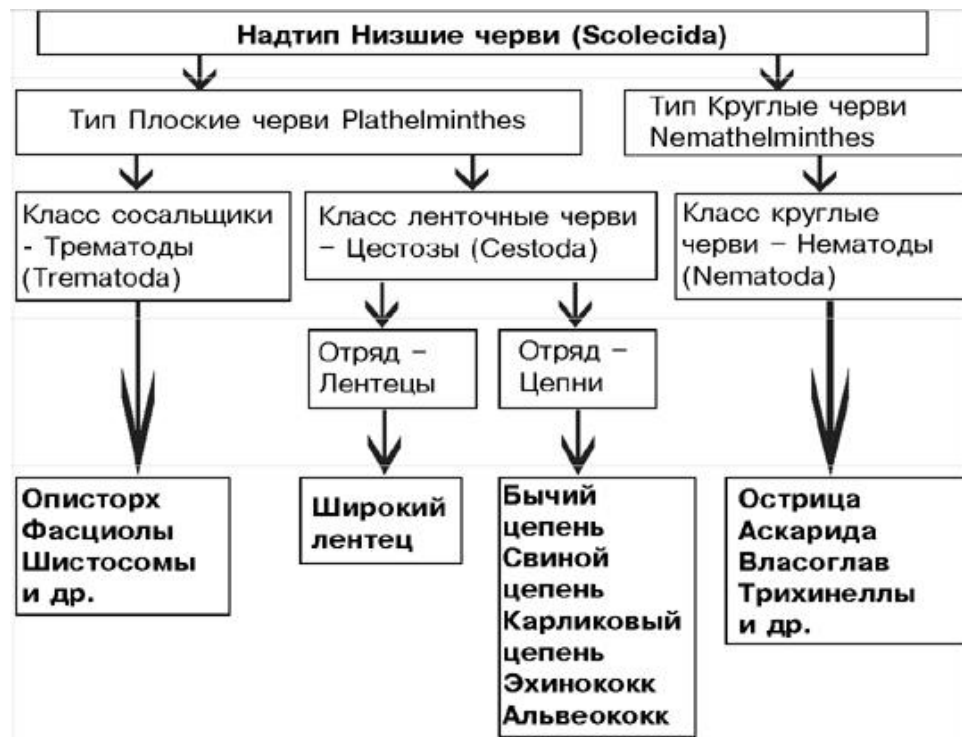 Надтип Низшие черви (Scolecida)
Тип Плоские черви Plathelminthes
Тип Круглые черви
Nemathelminthes
Класс сосальщики
- Трематоды
(Trematoda)
Класс ленточные черви
– Цестозы (Cestoda)
Класс круглые
черви – Нематоды
(Nematoda)
Отряд –
Лентецы
Отряд –
Цепни
Описторх
Фасциолы
Шистосомы
и др.
Широкий
лентец
Бычий
цепень
Свиной
цепень
Карликовый
цепень
Эхинококк
Альвеококк
Острица
Аскарида
Власоглав
Трихинеллы
и др.